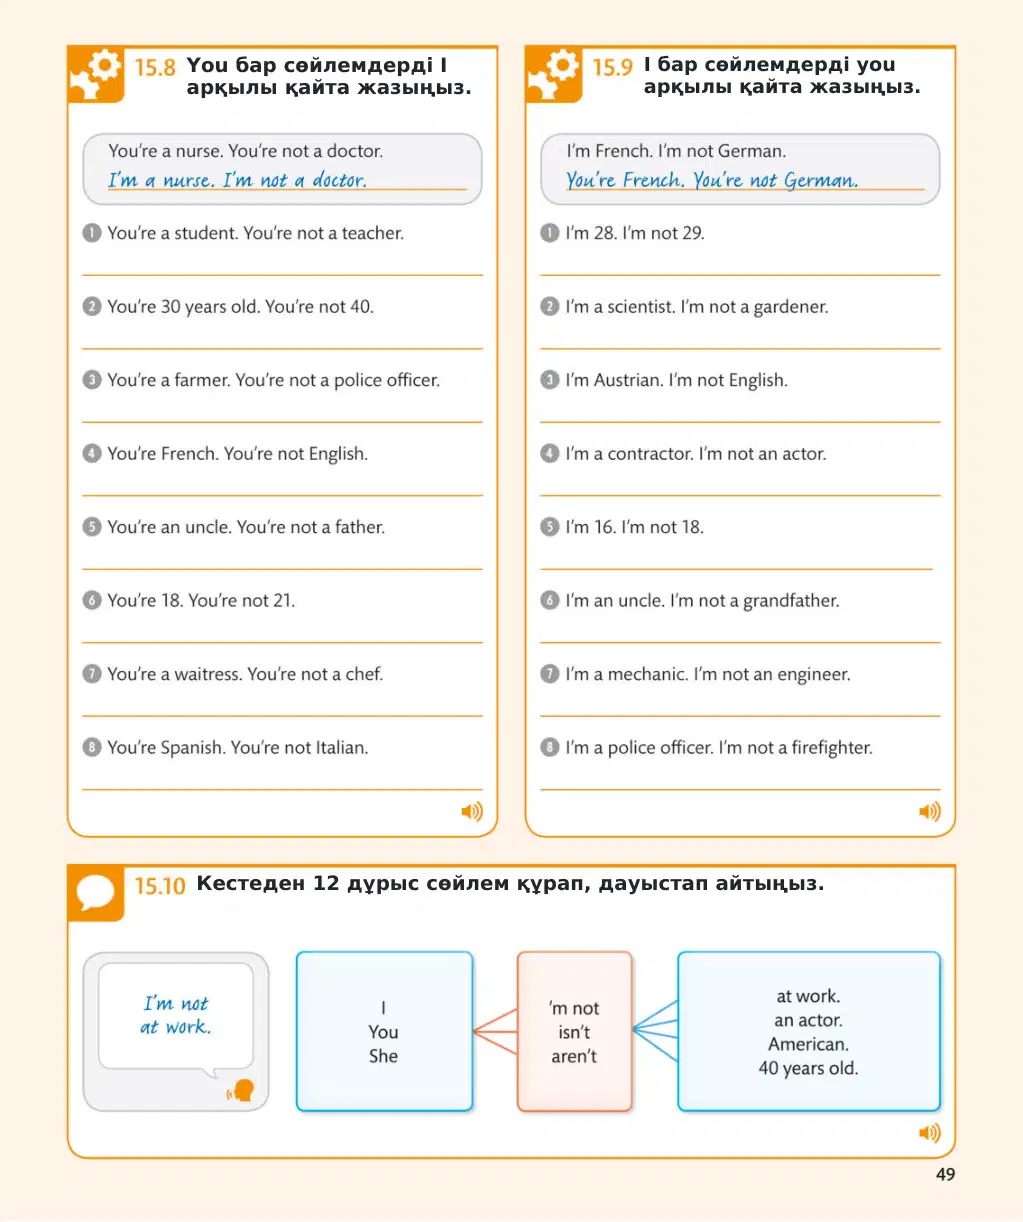 15.8 You бар сөйлемдерді I
арқылы қайта жазыңыз.
You're a nurse. You're not a doctor.
I'm a nurse. I'm not a doctor.
1 You're a student. You're not a teacher.
2 You're 30 years old. You're not 40.
3 You're a farmer. You're not a police officer.
4 You're French. You're not English.
5 You're an uncle. You're not a father.
6 You're 18. You're not 21.
7 You're a waitress. You're not a chef.
8 You're Spanish. You're not Italian.
15.9 I бар сөйлемдерді you
арқылы қайта жазыңыз.
I'm French. I'm not German.
You're French. You're not German.
1 I'm 28. I'm not 29.
2 I'm a scientist. I'm not a gardener.
3 I'm Austrian. I'm not English.
4 I'm a contractor. I'm not an actor.
5 I'm 16. I'm not 18.
6 I'm an uncle. I'm not a grandfather.
7 I'm a mechanic. I'm not an engineer.
8 I'm a police officer. I'm not a firefighter.
15.10 Кестеден 12 дұрыс сөйлем құрап, дауыстап айтыңыз.
I'm not
at work.
I
You
She
'm not
isn't
aren't
at work.
an actor.
American.
40 years old.
49